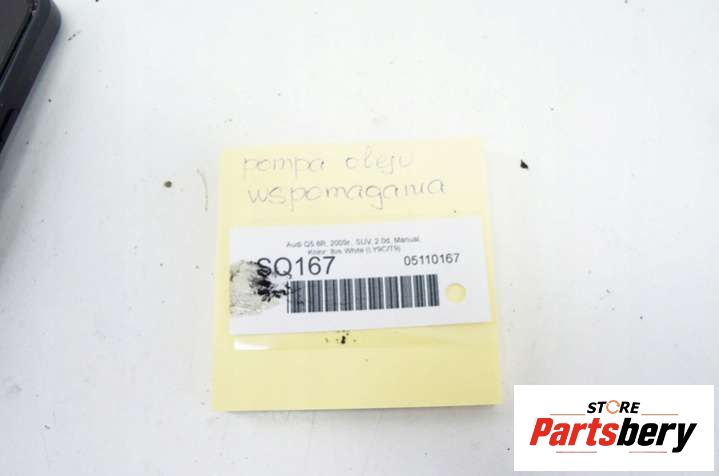 pompa oleju
wspomagania
Audi Q5 8R, 2009r., SUV, 2.0d, Manual,
Kolor: Ibis White (LY9C/T9)
SQ167
05110167
STORE
Partsbery